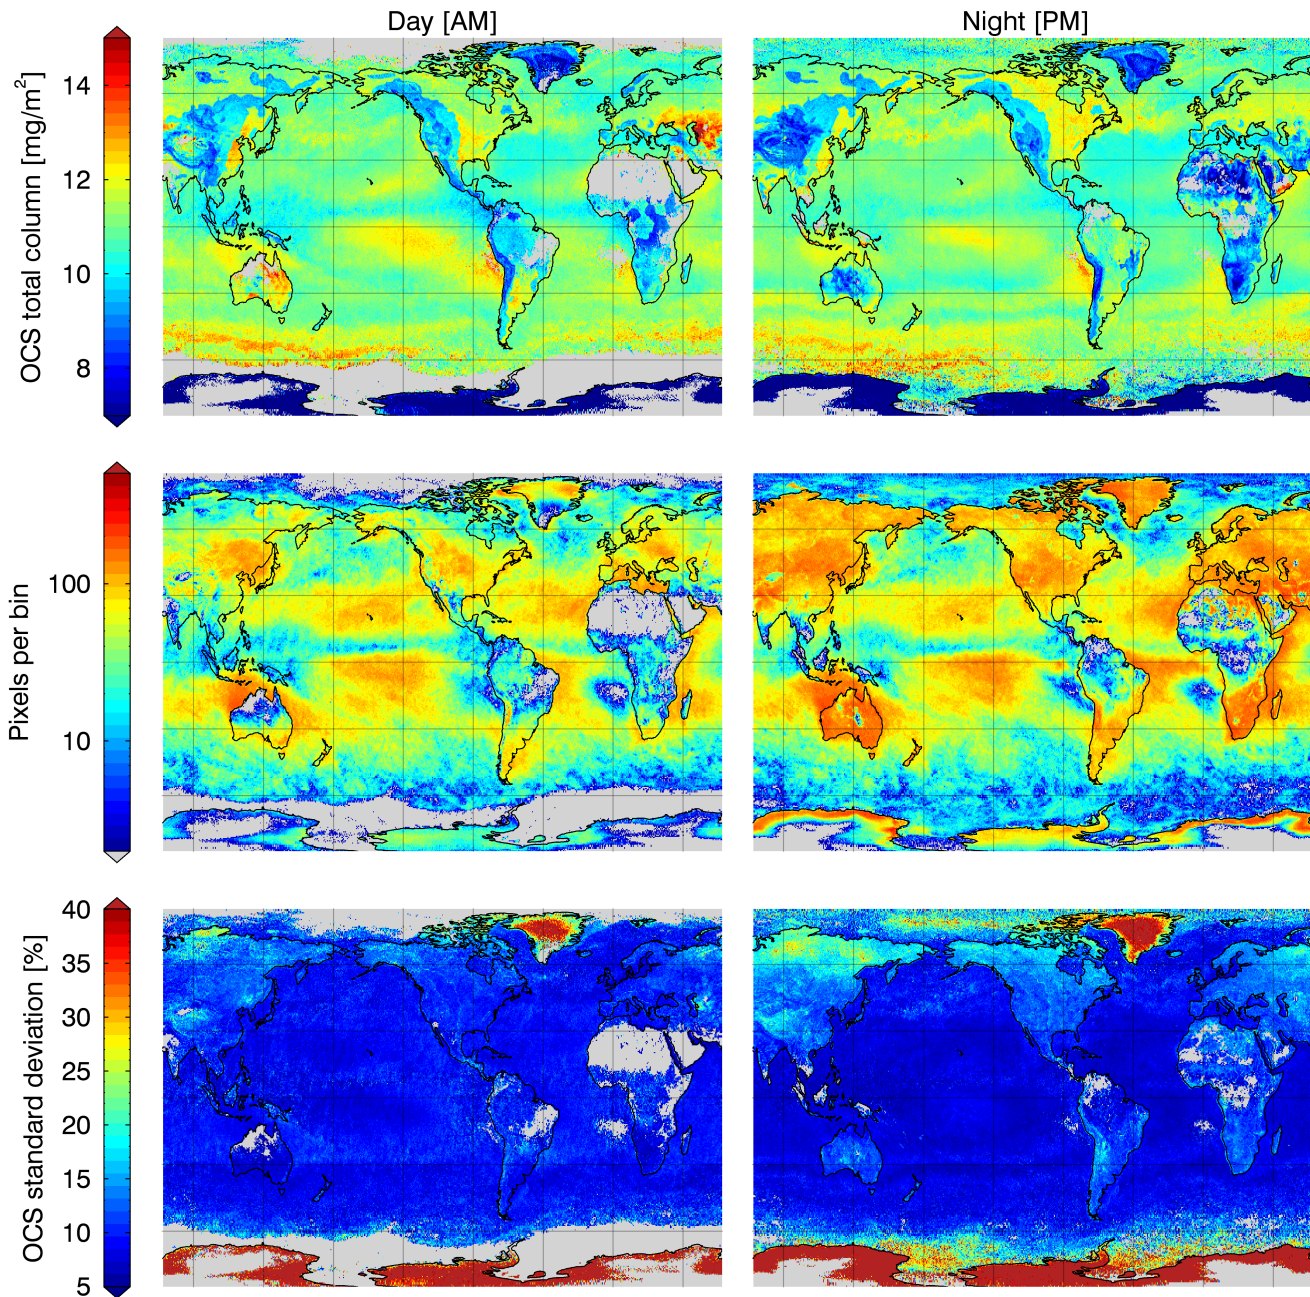 Day [AM]
Night [PM]
OCS total column [mg/m²]
14
12
10
8
Pixels per bin
100
10
OCS standard deviation [%]
40
35
30
25
20
15
10
5